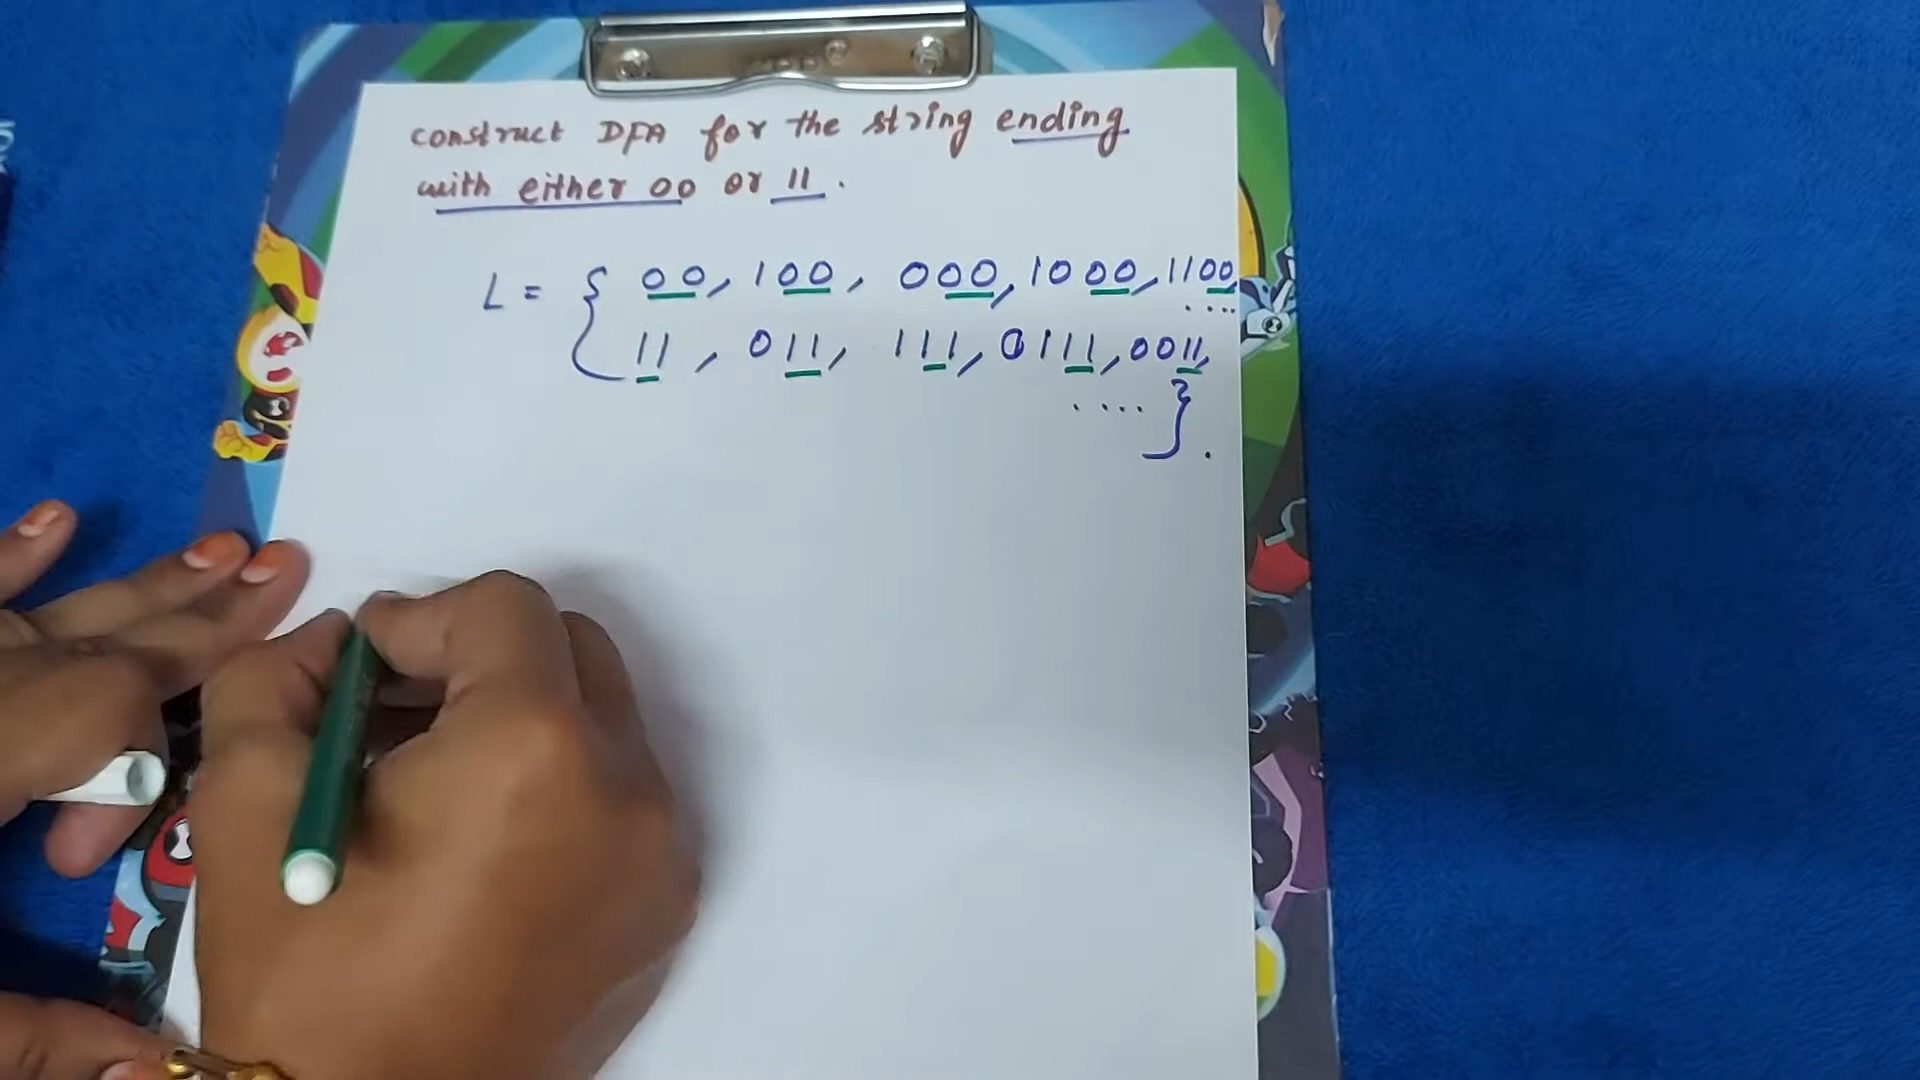 construct DFA for the string ending
with either 00 or 11 .
L = { 00, 100, 000, 1000, 1100,
....
11, 011, 111, 0111, 0011,
.... } .